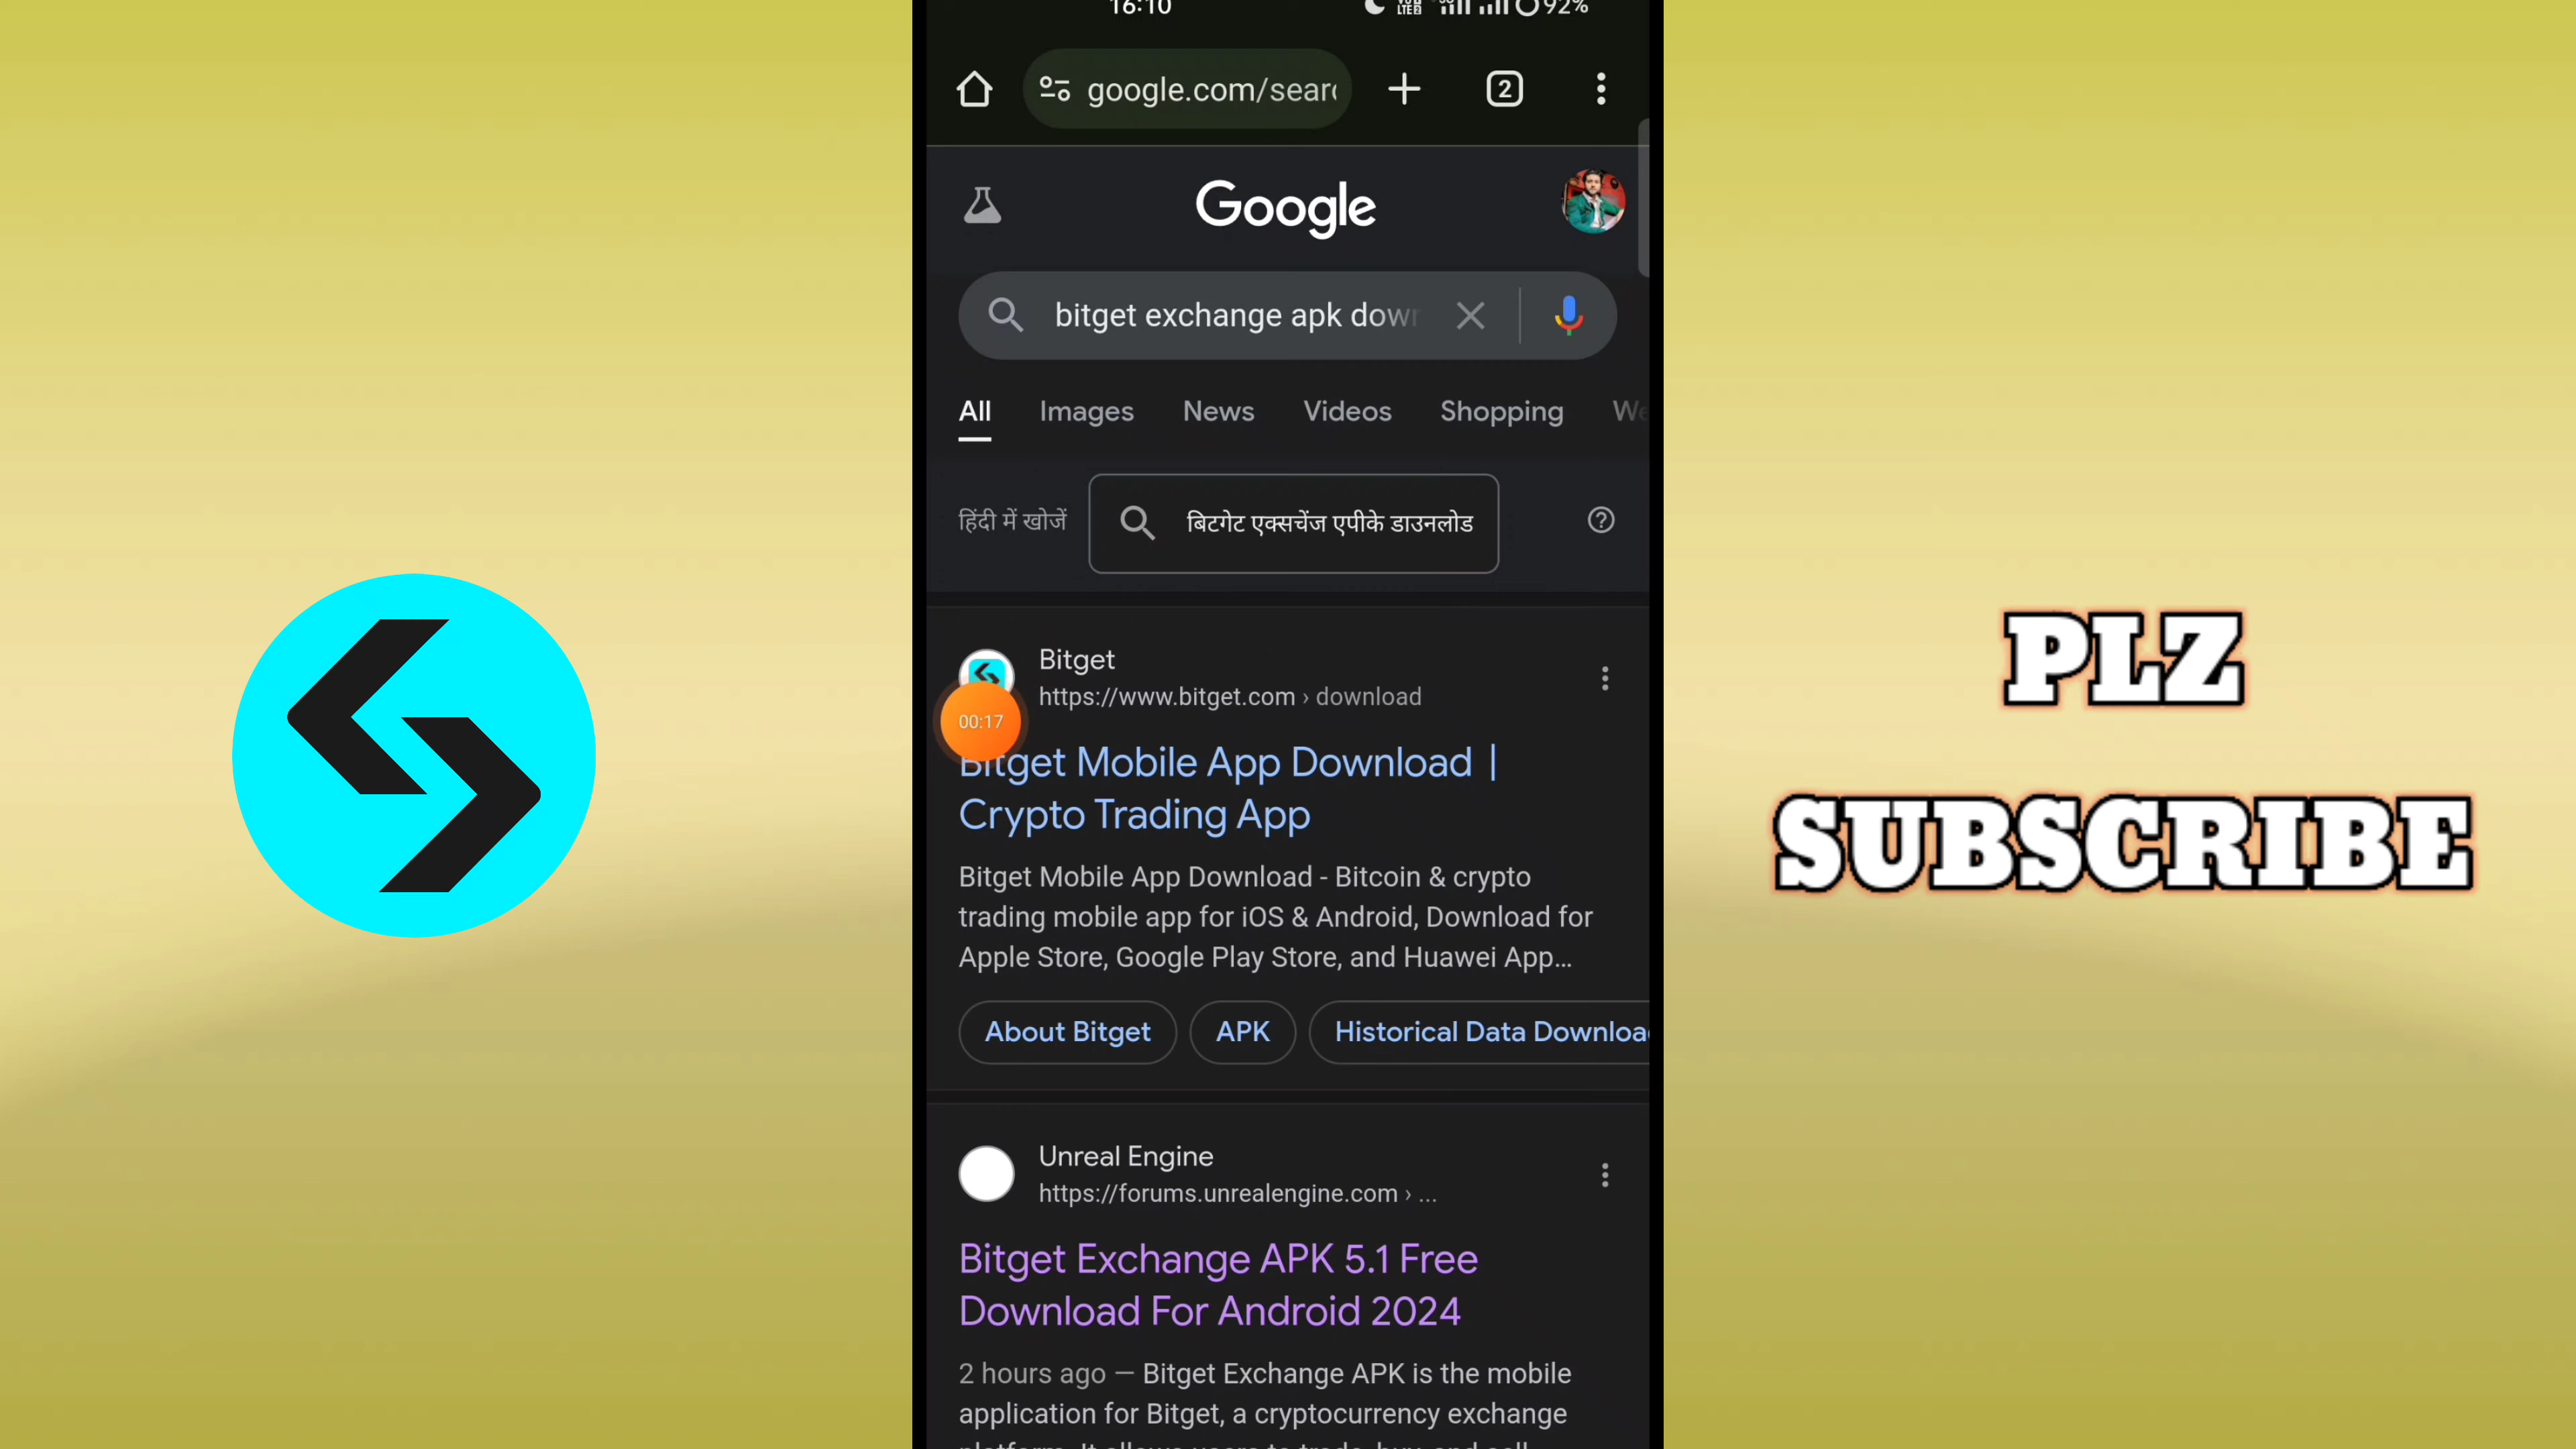 16:10
92%
google.com/sear
2
Google
bitget exchange apk down
All Images News Videos Shopping We
हिंदी में खोजें
बिटगेट एक्सचेंज एपीके डाउनलोड
Bitget
https://www.bitget.com › download
00:17
Bitget Mobile App Download |
Crypto Trading App
Bitget Mobile App Download - Bitcoin & crypto
trading mobile app for iOS & Android, Download for
Apple Store, Google Play Store, and Huawei App...
About Bitget APK Historical Data Downloa
Unreal Engine
https://forums.unrealengine.com › ...
Bitget Exchange APK 5.1 Free
Download For Android 2024
2 hours ago — Bitget Exchange APK is the mobile
application for Bitget, a cryptocurrency exchange
PLZ
SUBSCRIBE